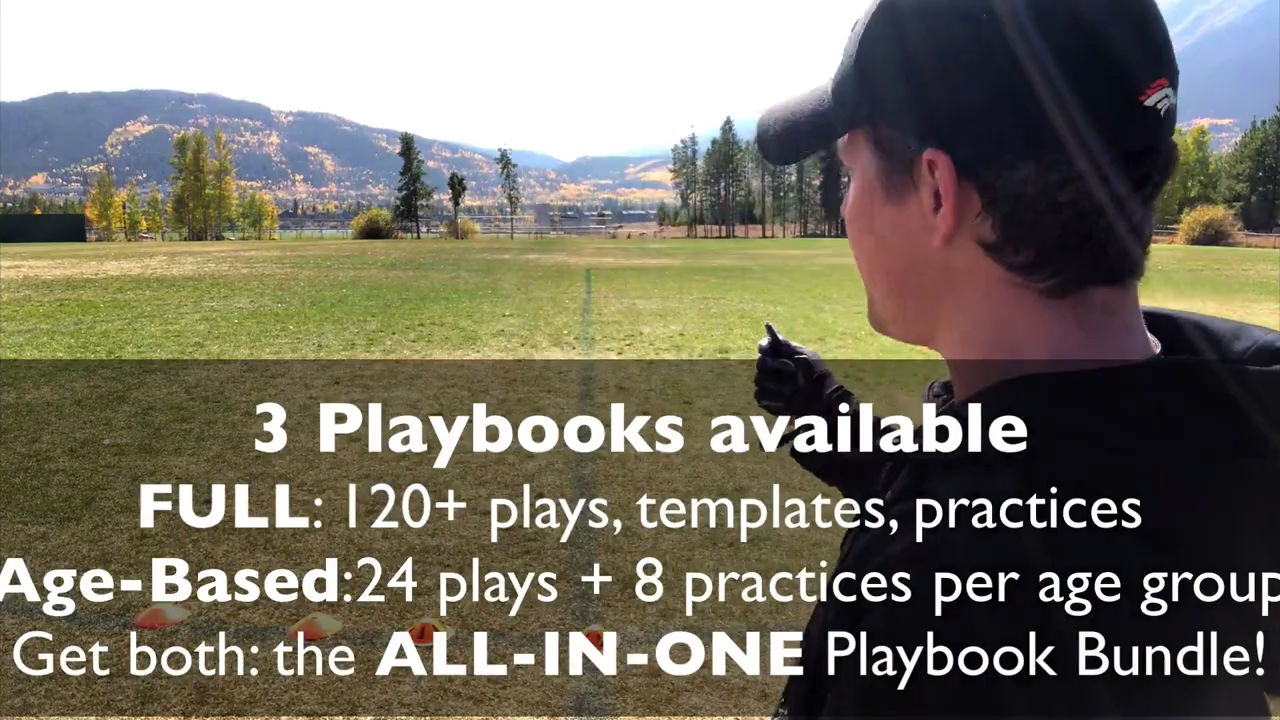 3 Playbooks available
FULL: 120+ plays, templates, practices
Age-Based:24 plays + 8 practices per age group
Get both: the ALL-IN-ONE Playbook Bundle!